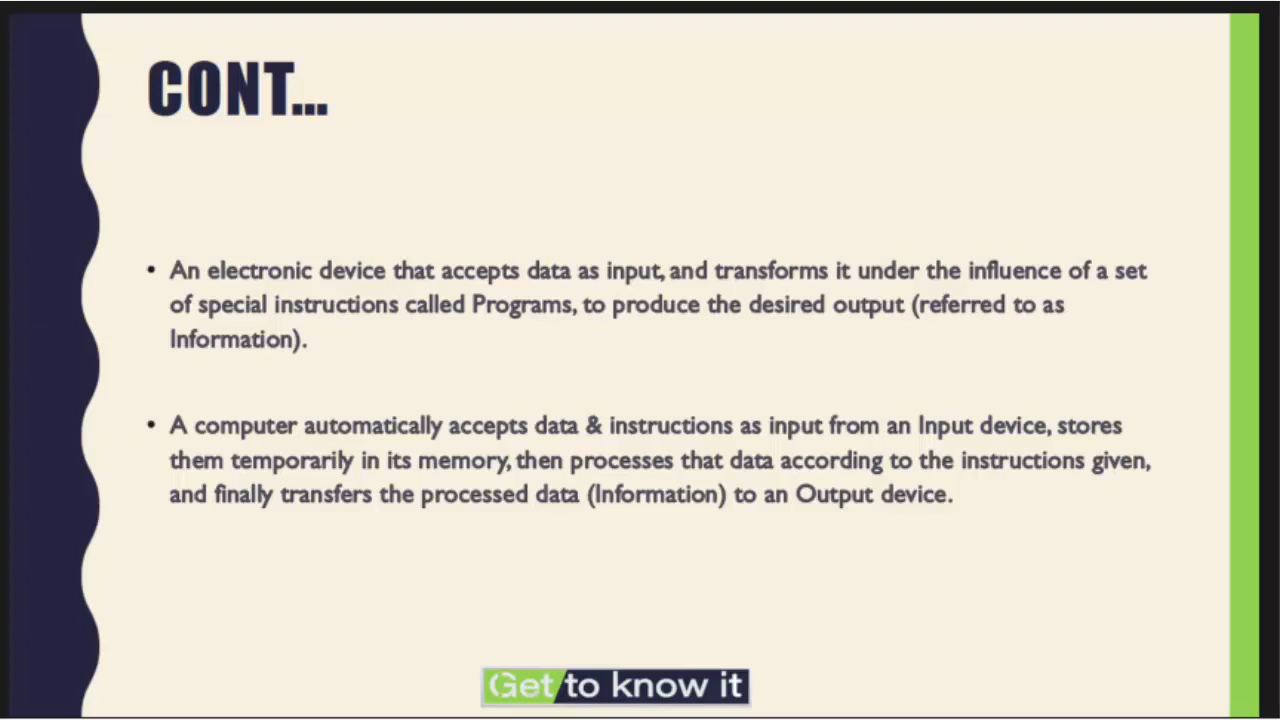 CONT...
• An electronic device that accepts data as input, and transforms it under the influence of a set
of special instructions called Programs, to produce the desired output (referred to as
Information).
• A computer automatically accepts data & instructions as input from an Input device, stores
them temporarily in its memory, then processes that data according to the instructions given,
and finally transfers the processed data (Information) to an Output device.
Get to know it